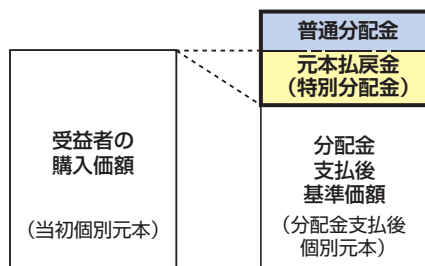 普通分配金
元本払戻金
(特別分配金)
受益者の
購入価額
(当初個別元本)
分配金
支払後
基準価額
(分配金支払後
個別元本)